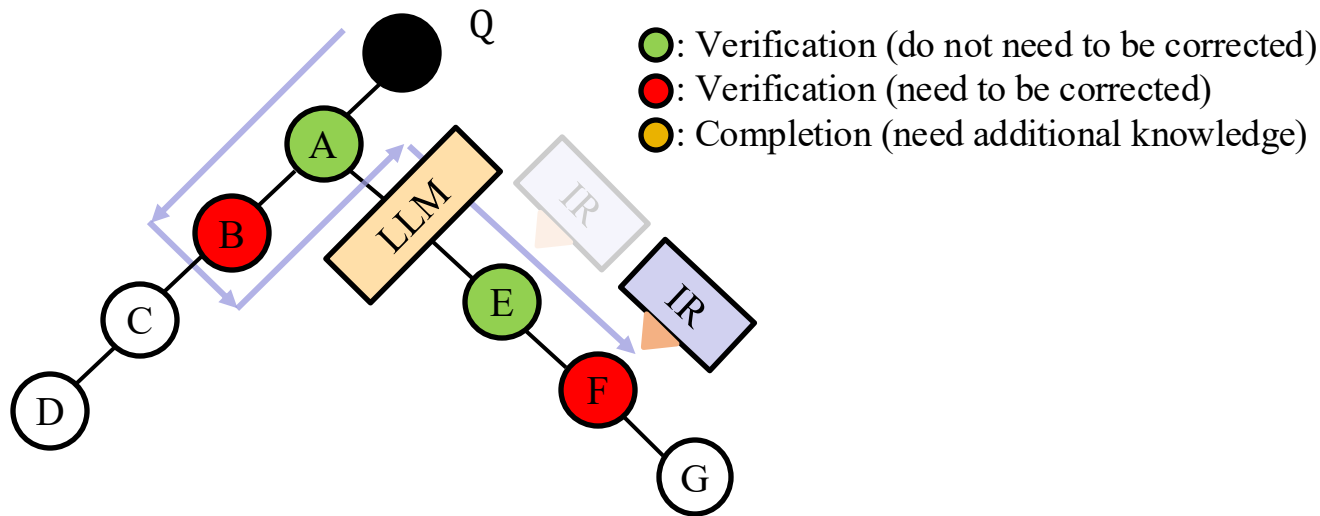 Q
: Verification (do not need to be corrected)
: Verification (need to be corrected)
: Completion (need additional knowledge)
A
B
C
D
LLM
IR
IR
E
F
G